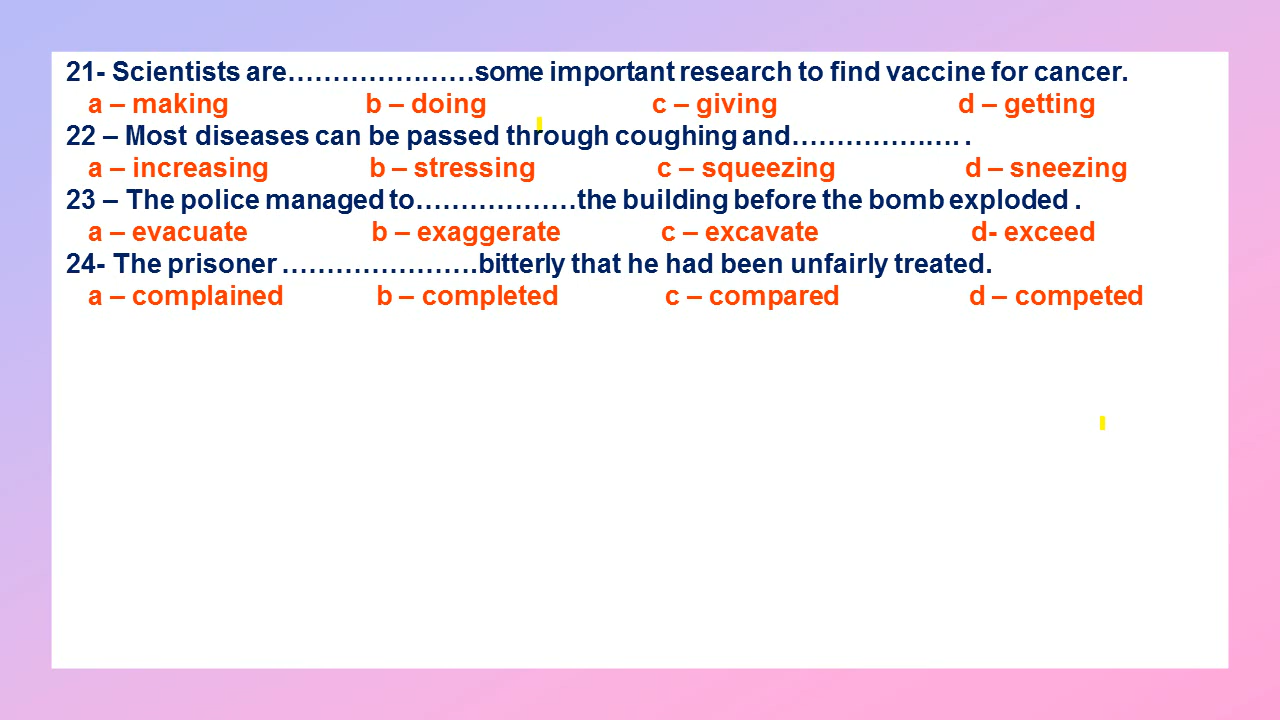 21- Scientists are…………….……some important research to find vaccine for cancer.
a – making b – doing c – giving d – getting
22 – Most diseases can be passed through coughing and…………….…. .
a – increasing b – stressing c – squeezing d – sneezing
23 – The police managed to………………the building before the bomb exploded .
a – evacuate b – exaggerate c – excavate d- exceed
24- The prisoner ………………….bitterly that he had been unfairly treated.
a – complained b – completed c – compared d – competed